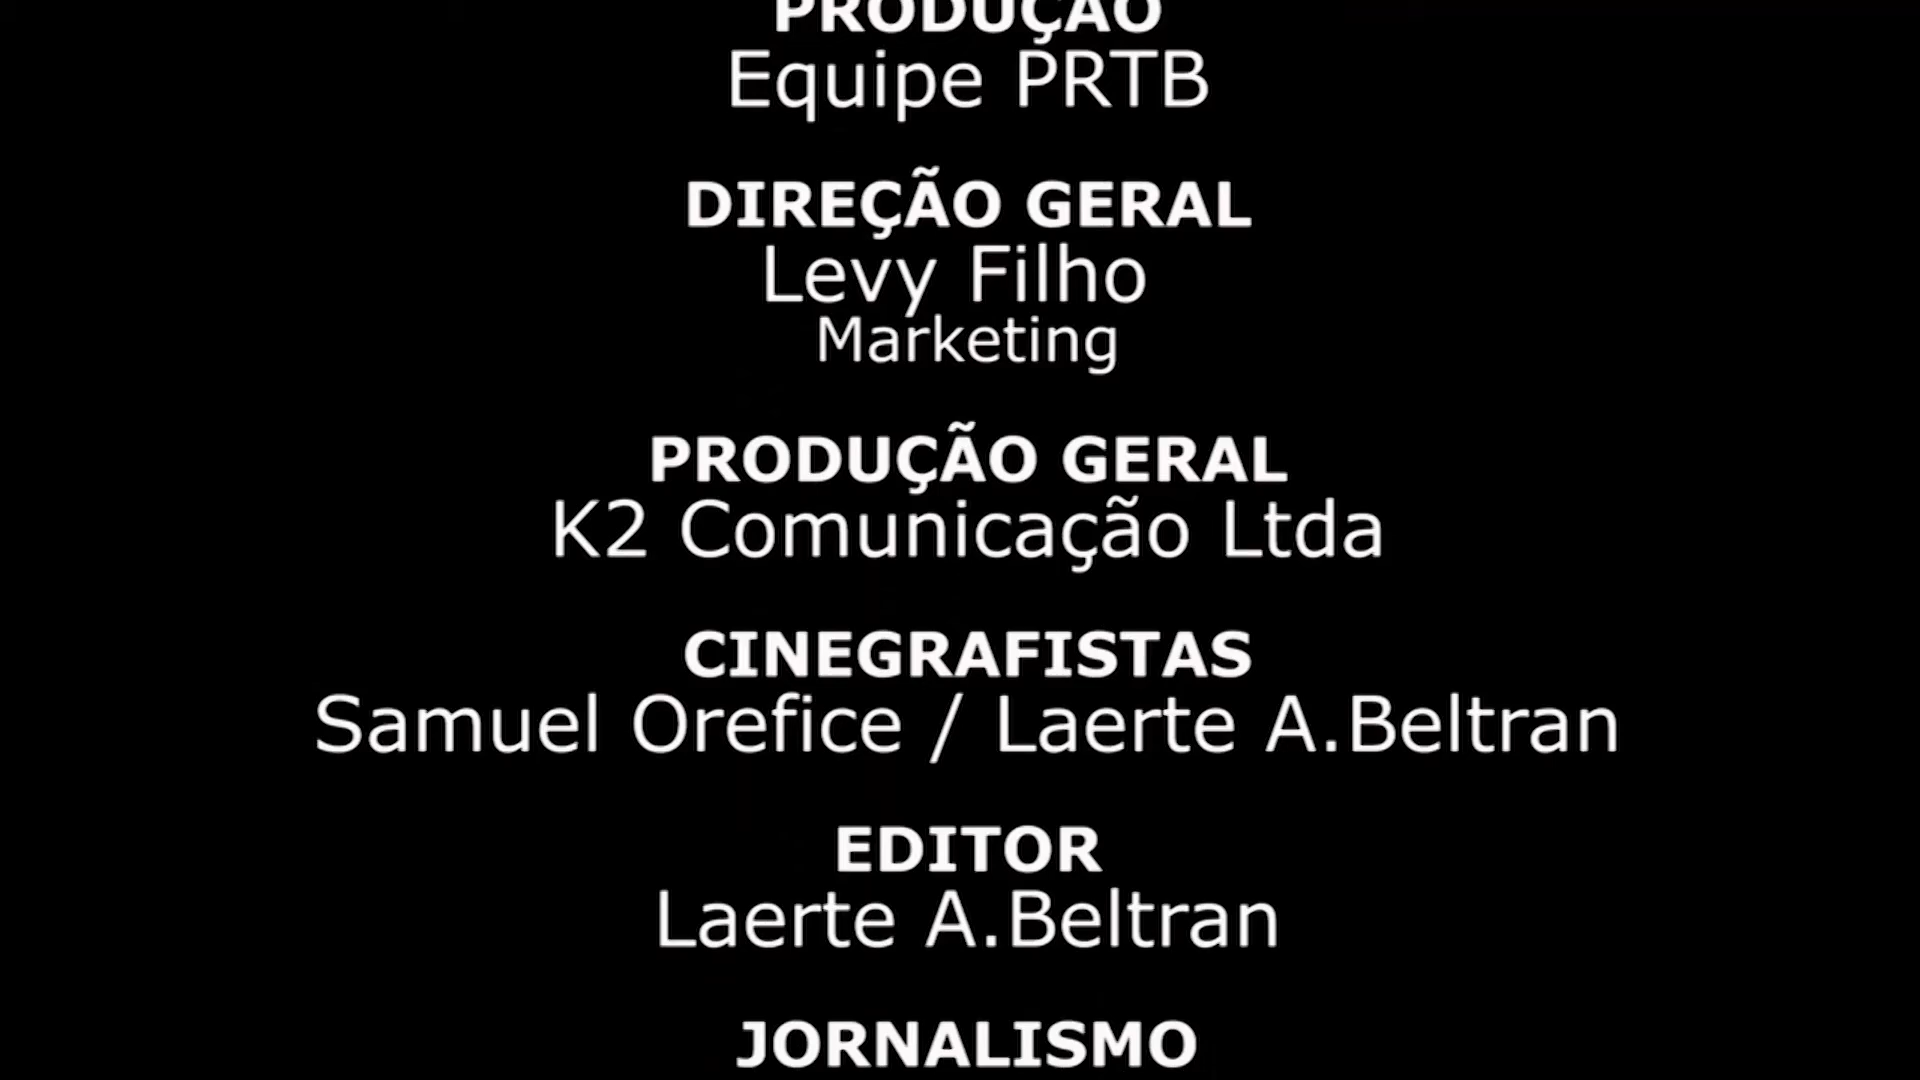 PRODUÇÃO
Equipe PRTB
DIREÇÃO GERAL
Levy Filho
Marketing
PRODUÇÃO GERAL
K2 Comunicação Ltda
CINEGRAFISTAS
Samuel Orefice / Laerte A.Beltran
EDITOR
Laerte A.Beltran
JORNALISMO